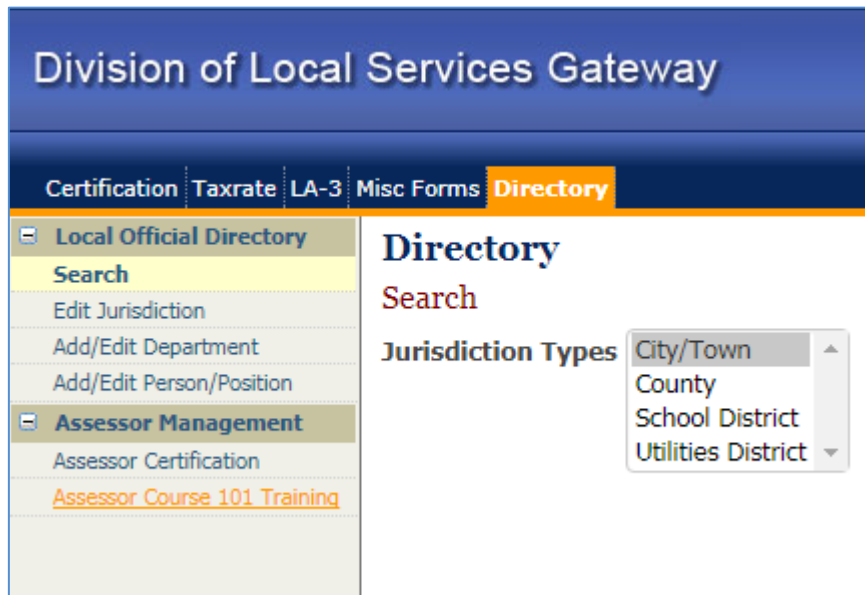 Division of Local Services Gateway
Certification Taxrate LA-3 Misc Forms Directory
Local Official Directory
Search
Edit Jurisdiction
Add/Edit Department
Add/Edit Person/Position
Assessor Management
Assessor Certification
Assessor Course 101 Training
Directory
Search
Jurisdiction Types
City/Town
County
School District
Utilities District